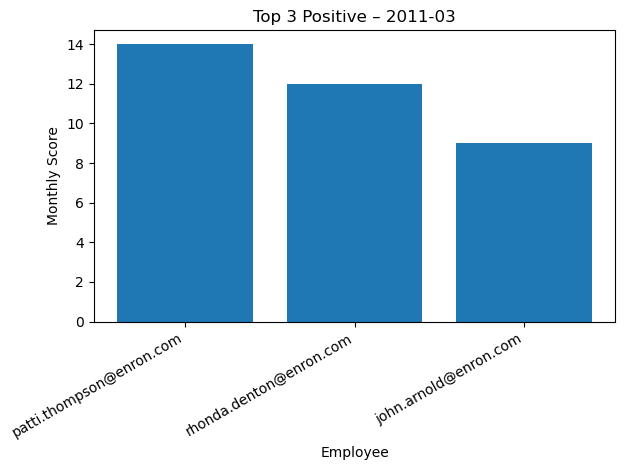 Top 3 Positive – 2011-03
Monthly Score
14
12
10
8
6
4
2
0
patti.thompson@enron.com
rhonda.denton@enron.com
john.arnold@enron.com
Employee